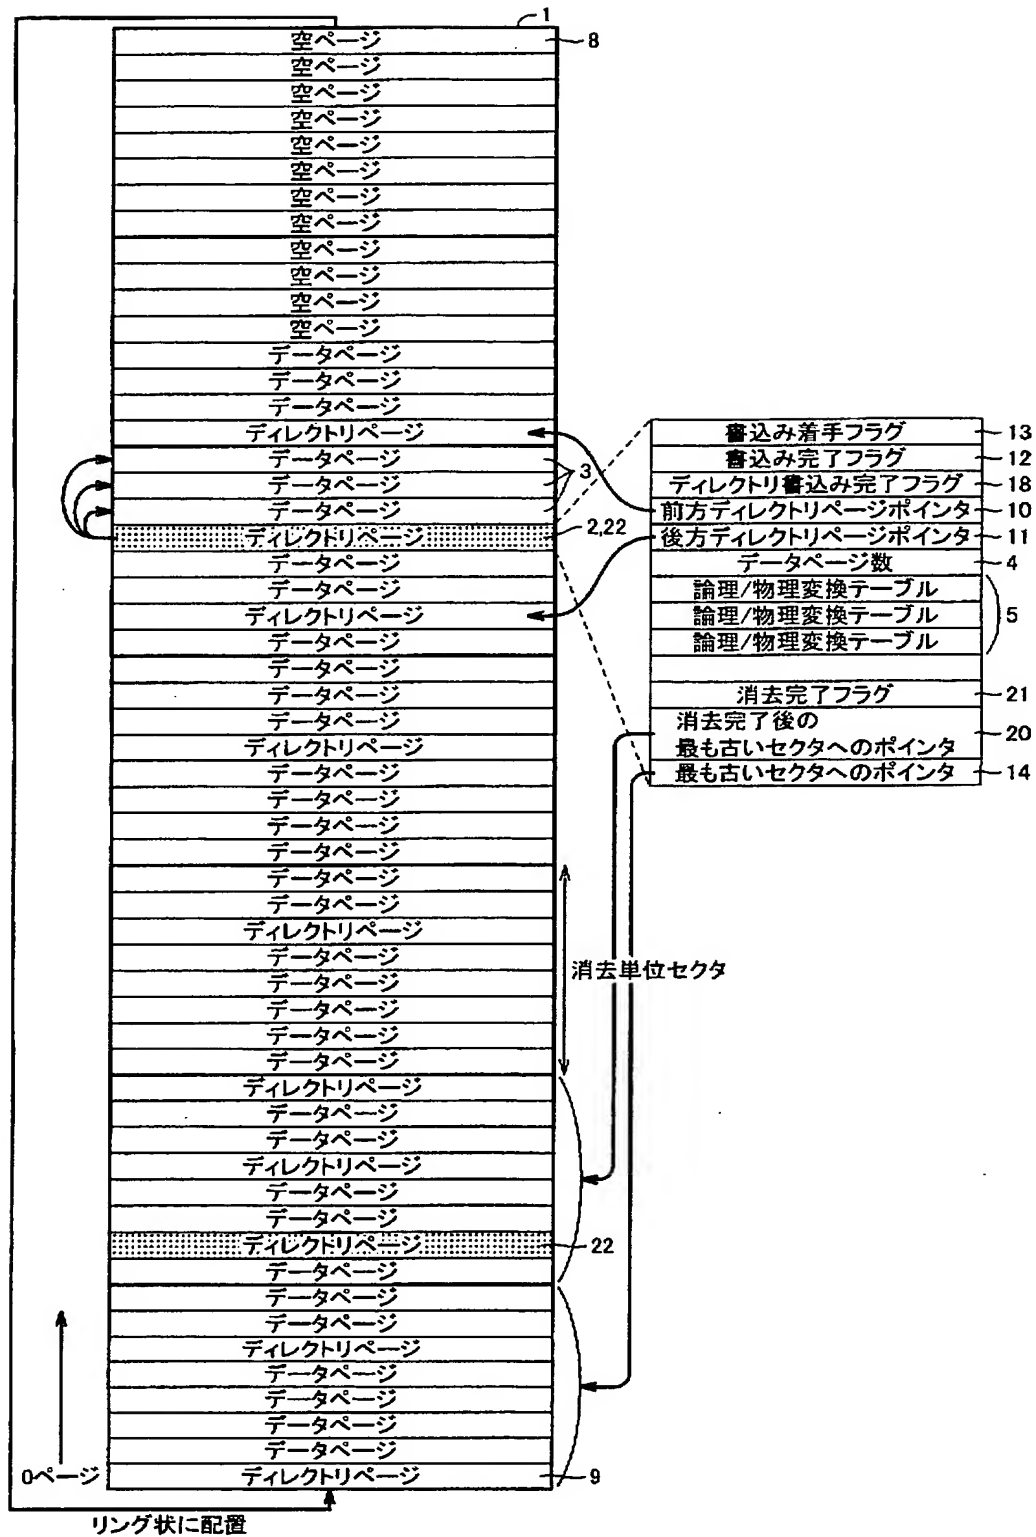 1
空ページ
8
空ページ
空ページ
空ページ
空ページ
空ページ
空ページ
空ページ
空ページ
空ページ
空ページ
空ページ
データページ
データページ
データページ
ディレクトリページ
データページ
データページ
3
データページ
ディレクトリページ
2,22
データページ
データページ
ディレクトリページ
データページ
データページ
データページ
データページ
ディレクトリページ
データページ
データページ
データページ
データページ
データページ
データページ
ディレクトリページ
データページ
データページ
データページ
データページ
データページ
ディレクトリページ
データページ
データページ
ディレクトリページ
データページ
データページ
ディレクトリページ
22
データページ
データページ
データページ
ディレクトリページ
データページ
データページ
データページ
データページ
ディレクトリページ
9
0ページ
リング状に配置
消去単位セクタ
書込み着手フラグ
13
書込み完了フラグ
12
ディレクトリ書込み完了フラグ
18
前方ディレクトリページポインタ
10
後方ディレクトリページポインタ
11
データページ数
4
論理/物理変換テーブル
論理/物理変換テーブル
5
論理/物理変換テーブル
消去完了フラグ
21
消去完了後の
最も古いセクタへのポインタ
20
最も古いセクタへのポインタ
14